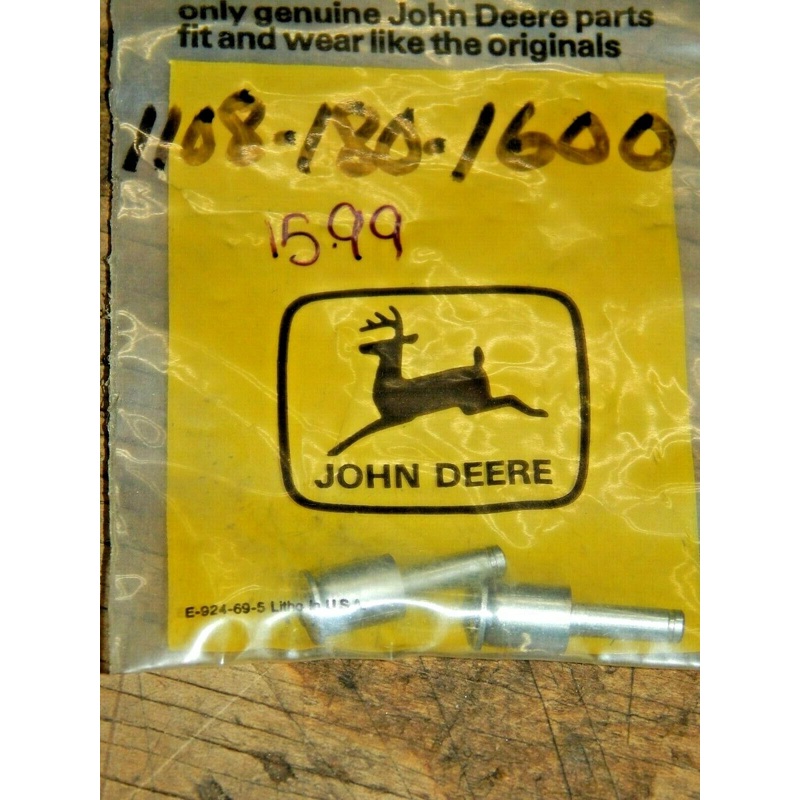 only genuine John Deere parts
fit and wear like the originals
1108-180-1600
15.99
JOHN DEERE
E-924-69-5 Litho in U.S.A.
2